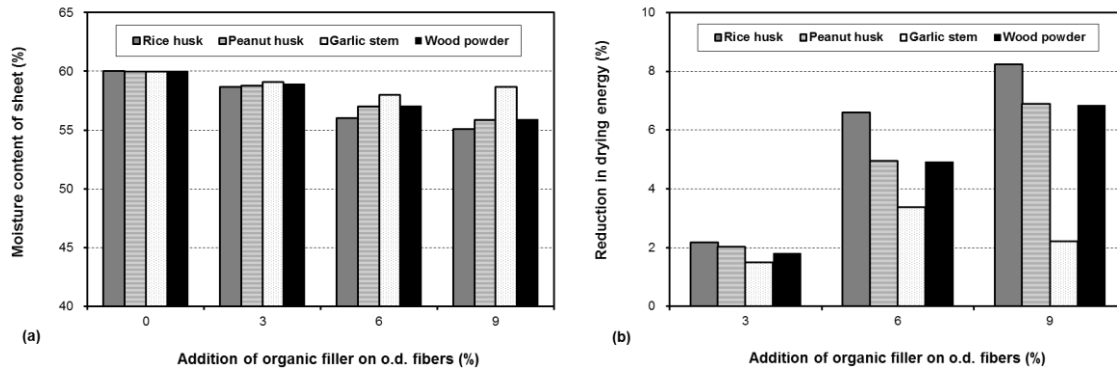 65
60
55
50
45
40
Moisture content of sheet (%)
Rice husk Peanut husk Garlic stem Wood powder
0 3 6 9
(a)
Addition of organic filler on o.d. fibers (%)
10
8
6
4
2
0
Reduction in drying energy (%)
Rice husk Peanut husk Garlic stem Wood powder
3 6 9
(b)
Addition of organic filler on o.d. fibers (%)